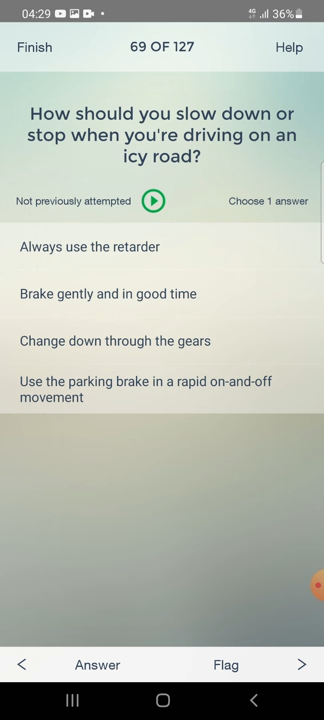 04:29 4G 36%
Finish 69 OF 127 Help
How should you slow down or
stop when you're driving on an
icy road?
Not previously attempted Choose 1 answer
Always use the retarder
Brake gently and in good time
Change down through the gears
Use the parking brake in a rapid on-and-off
movement
< Answer Flag >